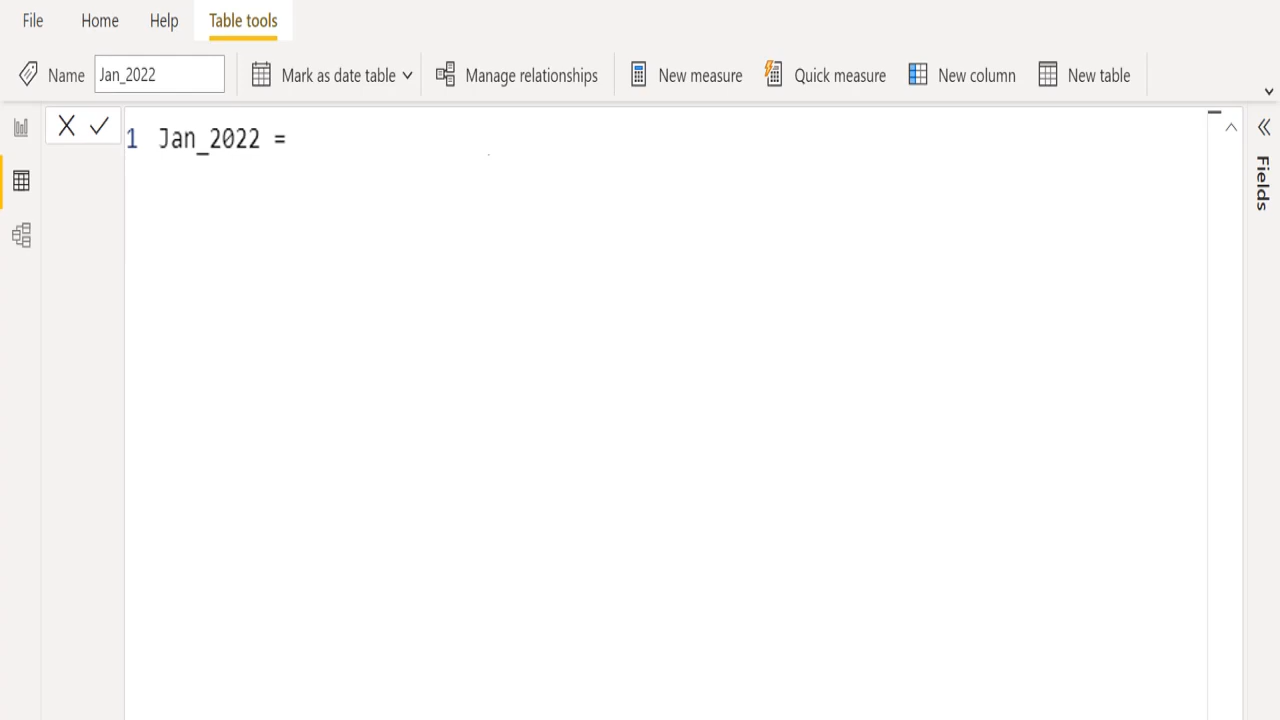 File Home Help Table tools
Name Jan_2022 Mark as date table Manage relationships New measure Quick measure New column New table
1 Jan_2022 =
Fields